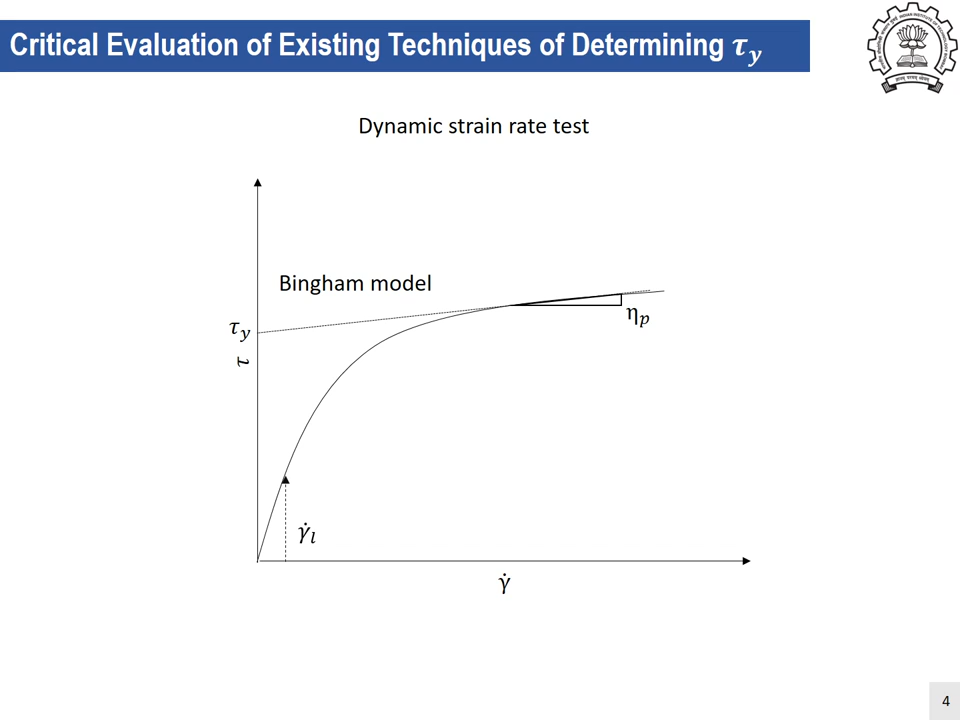 Critical Evaluation of Existing Techniques of Determining τ_y
Dynamic strain rate test
Bingham model
τ_y
τ
η_p
γ̇_l
γ̇
4